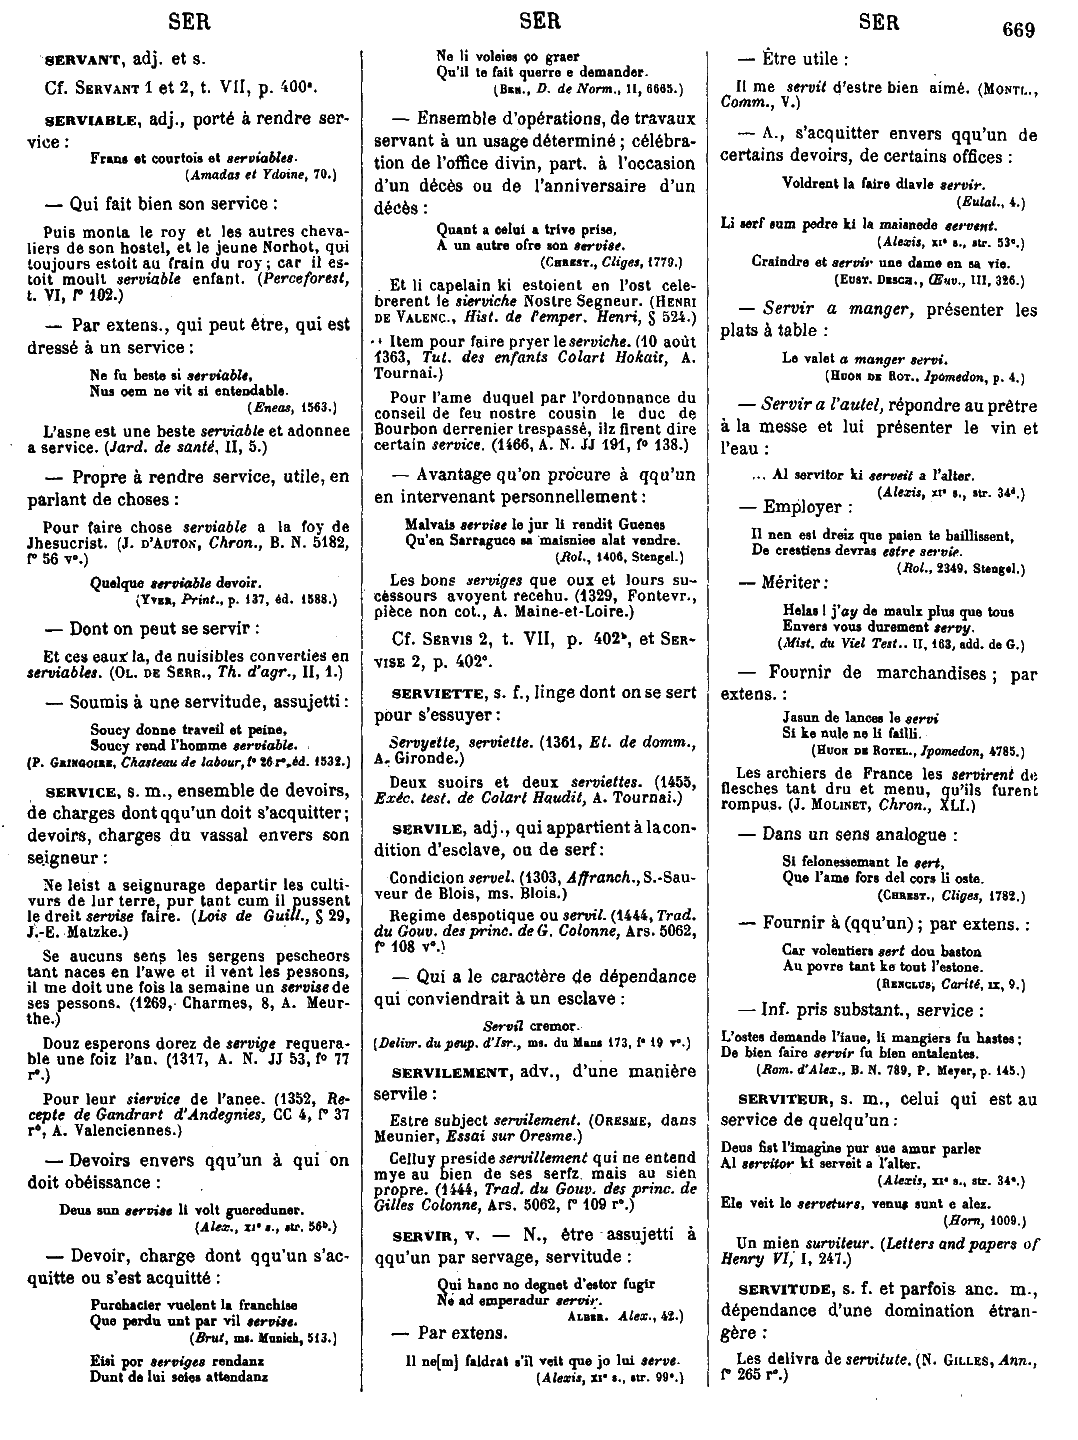 SER
SER
SER
669
SERVANT, adj. et s.
Cf. SERVANT 1 et 2, t. VII, p. 400ᵃ.
SERVIABLE, adj., porté à rendre ser-
vice :
Frans et courtois et serviables.
(Amadas et Ydoine, 70.)
— Qui fait bien son service :
Puis monta le roy et les autres cheva-
liers de son hostel, et le jeune Norhot, qui
toujours estoit au frain du roy ; car il es-
toit moult serviable enfant. (Perceforest,
t. VI, fº 102.)
— Par extens., qui peut être, qui est
dressé à un service :
Ne fu beste si serviable,
Nus oem ne vit si entendable.
(Eneas, 1563.)
L'asne est une beste serviable et adonnee
a service. (Jard. de santé, II, 5.)
— Propre à rendre service, utile, en
parlant de choses :
Pour faire chose serviable a la foy de
Jhesucrist. (J. D'AUTON, Chron., B. N. 5182,
fº 56 vº.)
Quelque serviable devoir.
(YVER, Print., p. 137, éd. 1588.)
— Dont on peut se servir :
Et ces eaux la, de nuisibles converties en
serviables. (OL. DE SERR., Th. d'agr., II, 1.)
— Soumis à une servitude, assujetti :
Soucy donne traveil et peine,
Soucy rend l'homme serviable.
(P. GRINGOIRE, Chasteau de labour, fº 26 rº, éd. 1532.)
SERVICE, s. m., ensemble de devoirs,
de charges dont qqu'un doit s'acquitter ;
devoirs, charges du vassal envers son
seigneur :
Ne leist a seignurage departir les culti-
vurs de lur terre, pur tant cum il pussent
le dreit servise faire. (Lois de Guill., § 29,
J.-E. Matzke.)
Se aucuns sens les sergens pescheors
tant naces en l'awe et il vent les pessons,
il me doit une fois la semaine un servise de
ses pessons. (1269, Charmes, 8, A. Meur-
the.)
Douz esperons dorez de servige requera-
ble une foiz l'an. (1317, A. N. JJ 53, fº 77
rº.)
Pour leur siervice de l'anee. (1352, Re-
cepte de Gandrart d'Andegnies, CC 4, fº 37
rº, A. Valenciennes.)
— Devoirs envers qqu'un à qui on
doit obéissance :
Deus sun servise li volt guereduner.
(Alex., XIᵉ s., str. 56ᵇ.)
— Devoir, charge dont qqu'un s'ac-
quitte ou s'est acquitté :
Purchacier vuelent la franchise
Que perdu unt par vil servise.
(Brut, ms. Munich, 513.)
Eisi por serviges rendanz
Dunt de lui seies attendanz
Ne li voleies ço graer
Qu'il te fait querre e demander.
(BEN., D. de Norm., II, 6665.)
— Ensemble d'opérations, de travaux
servant à un usage déterminé ; célébra-
tion de l'office divin, part. à l'occasion
d'un décès ou de l'anniversaire d'un
décès :
Quant a celui a trive prise,
A un autre ofre son servise.
(CHREST., Cliges, 1779.)
Et li capelain ki estoient en l'ost cele-
brerent le sierviche Nostre Segneur. (HENRI
DE VALENC., Hist. de l'emper. Henri, § 524.)
Item pour faire pryer le serviche. (10 août
1363, Tut. des enfants Colart Hokait, A.
Tournai.)
Pour l'ame duquel par l'ordonnance du
conseil de feu nostre cousin le duc de
Bourbon derrenier trespassé, ilz firent dire
certain service. (1466, A. N. JJ 191, fº 138.)
— Avantage qu'on procure à qqu'un
en intervenant personnellement :
Malvais servise le jur li rendit Guenes
Qu'en Sarraguce sa maisniee alat vendre.
(Rol., 1406, Stengel.)
Les bons serviges que oux et lours su-
cessours avoyent recehu. (1329, Fontevr.,
pièce non cot., A. Maine-et-Loire.)
Cf. SERVIS 2, t. VII, p. 402ᵇ, et SER-
VISE 2, p. 402ᶜ.
SERVIETTE, s. f., linge dont on se sert
pour s'essuyer :
Servyette, serviette. (1361, Et. de domm.,
A. Gironde.)
Deux suoirs et deux serviettes. (1455,
Exéc. test. de Colart Haudit, A. Tournai.)
SERVILE, adj., qui appartient à la con-
dition d'esclave, ou de serf :
Condicion servel. (1303, Affranch., S.-Sau-
veur de Blois, ms. Blois.)
Regime despotique ou servil. (1444, Trad.
du Gouv. des princ. de G. Colonne, Ars. 5062,
fº 108 vº.)
— Qui a le caractère de dépendance
qui conviendrait à un esclave :
Servil cremor.
(Delivr. du peup. d'Isr., ms. du Mans 173, fº 19 vº.)
SERVILEMENT, adv., d'une manière
servile :
Estre subject servilement. (ORESME, dans
Meunier, Essai sur Oresme.)
Celluy preside servillement qui ne entend
mye au bien de ses serfz mais au sien
propre. (1444, Trad. du Gouv. des princ. de
Gilles Colonne, Ars. 5062, fº 109 rº.)
SERVIR, v. — N., être assujetti à
qqu'un par servage, servitude :
Qui hanc no degnet d'estor fugir
Né ad emperadur servir.
ALBER. Alex., 42.)
— Par extens.
Il ne[m] faldrat s'il veit que jo lui serve.
(Alexis, XIᵉ s., str. 99ᵉ.)
— Être utile :
Il me servit d'estre bien aimé. (MONTL.,
Comm., V.)
— A., s'acquitter envers qqu'un de
certains devoirs, de certains offices :
Voldrent la faire diavle servir.
(Eulal., 4.)
Li serf sum pedre ki la maisnede servent.
(Alexis, XIᵉ s., str. 53ᵉ.)
Craindre et servir une dame en sa vie.
(EUST. DESCH., Œuv., III, 326.)
— Servir a manger, présenter les
plats à table :
Le valet a manger servi.
(HUON DE ROT., Ipomedon, p. 4.)
— Servir a l'autel, répondre au prêtre
à la messe et lui présenter le vin et
l'eau :
... Al servitor ki serveit a l'alter.
(Alexis, XIᵉ s., str. 34ᵈ.)
— Employer :
Il nen est dreiz que paien te baillissent,
De crestiens devras estre servie.
(Rol., 2349, Stengel.)
— Mériter :
Helas ! j'ay de maulx plus que tous
Envers vous durement servy.
(Mist. du Viel Test.. II, 163, add. de G.)
— Fournir de marchandises ; par
extens. :
Jasun de lances le servi
Si ke nule ne li failli.
(HUON DE ROTEL., Ipomedon, 4785.)
Les archiers de France les servirent de
flesches tant dru et menu, qu'ils furent
rompus. (J. MOLINET, Chron., XLI.)
— Dans un sens analogue :
Si felonessemant le sert,
Que l'ame fors del cors li oste.
(CHREST., Cliges, 1782.)
— Fournir à (qqu'un) ; par extens. :
Car volentiers sert dou baston
Au povre tant ke tout l'estone.
(RENCLUS, Carité, IX, 9.)
— Inf. pris substant., service :
L'ostes demande l'iaue, li mangiers fu hastes ;
De bien faire servir fu bien entalentes.
(Rom. d'Alex., B. N. 789, P. Meyer, p. 145.)
SERVITEUR, s. m., celui qui est au
service de quelqu'un :
Deus fist l'imagine pur sue amur parler
Al servitor ki serveit a l'alter.
(Alexis, XIᵉ s., str. 34ᵉ.)
Ele veit le serveturs, venus sunt e alez.
(Horn, 1009.)
Un mien surviteur. (Letters and papers of
Henry VI, I, 247.)
SERVITUDE, s. f. et parfois anc. m.,
dépendance d'une domination étran-
gère :
Les delivra de servitute. (N. GILLES, Ann.,
fº 265 rº.)